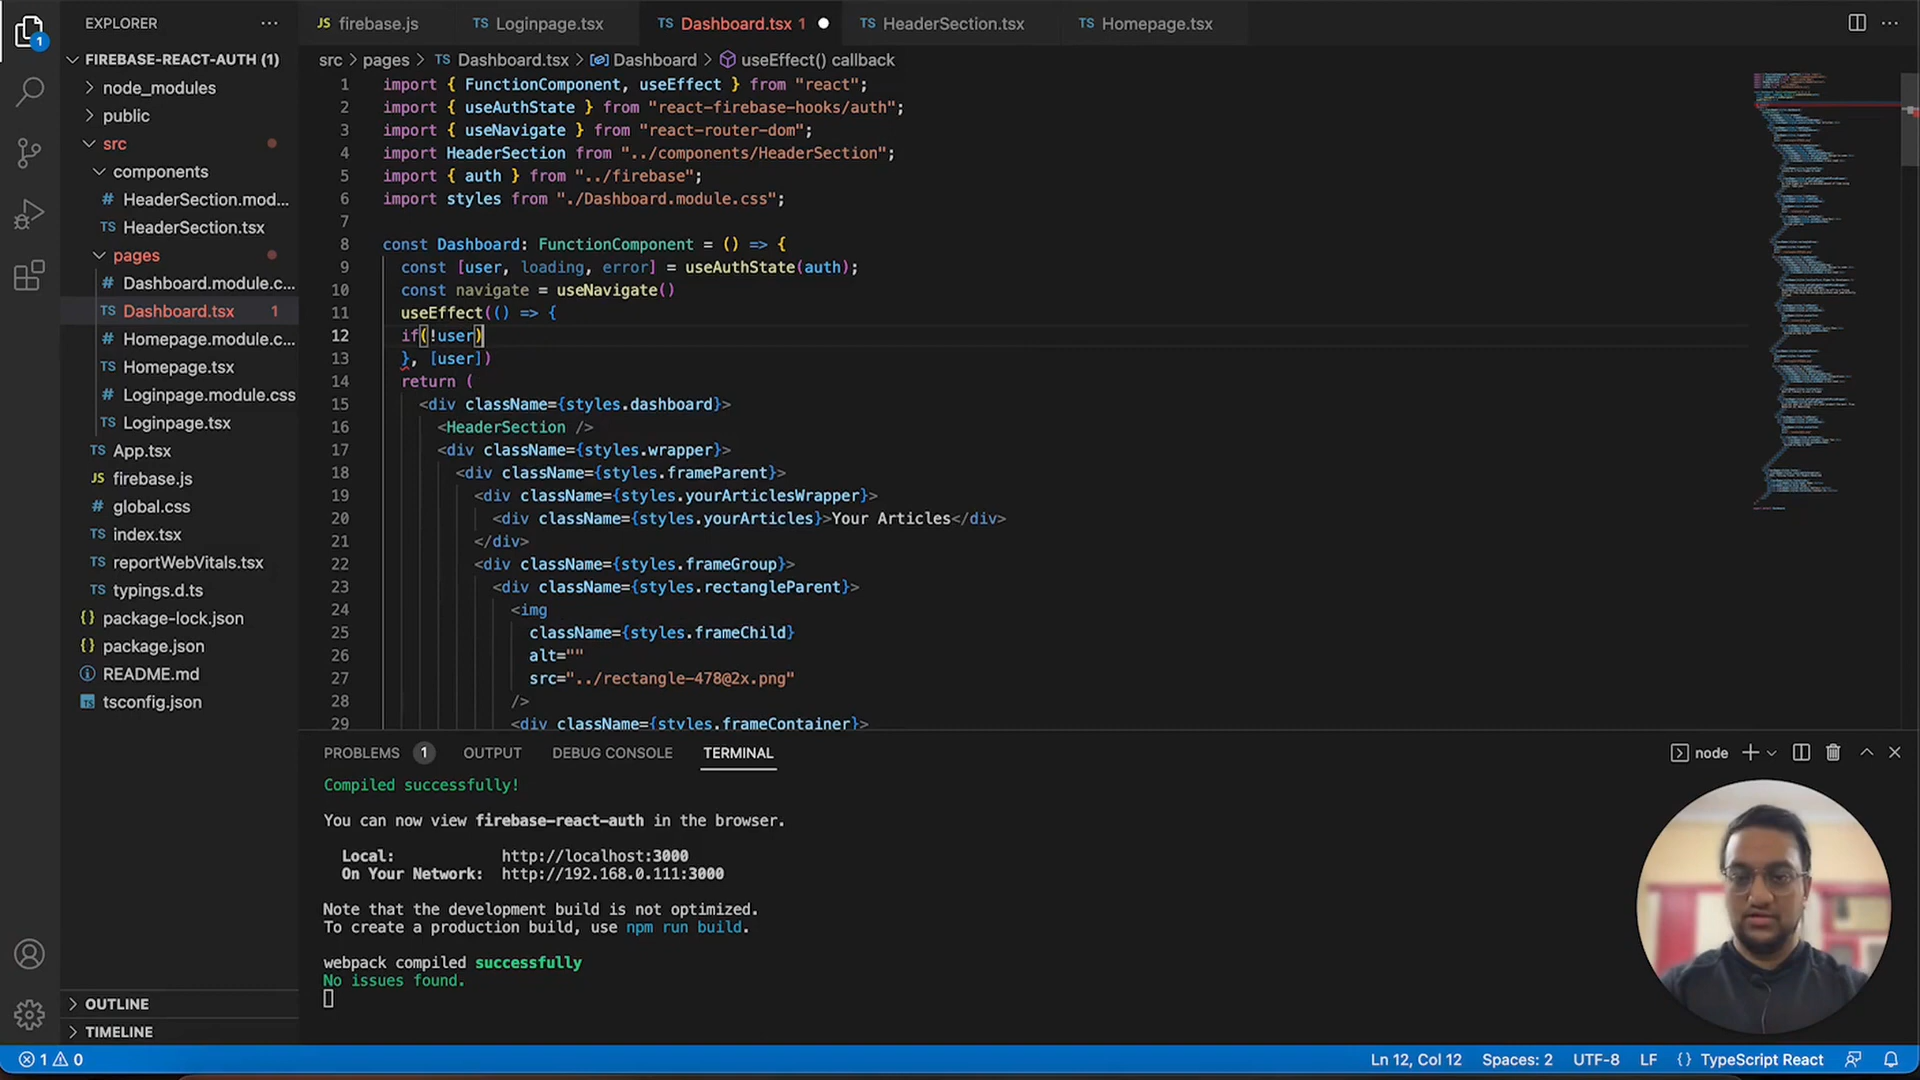 EXPLORER
FIREBASE-REACT-AUTH (1)
node_modules
public
src
components
HeaderSection.mod...
HeaderSection.tsx
pages
Dashboard.module.c...
Dashboard.tsx 1
Homepage.module.c...
Homepage.tsx
Loginpage.module.css
Loginpage.tsx
App.tsx
firebase.js
global.css
index.tsx
reportWebVitals.tsx
typings.d.ts
package-lock.json
package.json
README.md
tsconfig.json
OUTLINE
TIMELINE
JS firebase.js TS Loginpage.tsx TS Dashboard.tsx 1 TS HeaderSection.tsx TS Homepage.tsx
src > pages > TS Dashboard.tsx > Dashboard > useEffect() callback
1 import { FunctionComponent, useEffect } from "react";
2 import { useAuthState } from "react-firebase-hooks/auth";
3 import { useNavigate } from "react-router-dom";
4 import HeaderSection from "../components/HeaderSection";
5 import { auth } from "../firebase";
6 import styles from "./Dashboard.module.css";
7
8 const Dashboard: FunctionComponent = () => {
9 const [user, loading, error] = useAuthState(auth);
10 const navigate = useNavigate()
11 useEffect(() => {
12 if(!user)
13 }, [user])
14 return (
15 <div className={styles.dashboard}>
16 <HeaderSection />
17 <div className={styles.wrapper}>
18 <div className={styles.frameParent}>
19 <div className={styles.yourArticlesWrapper}>
20 <div className={styles.yourArticles}>Your Articles</div>
21 </div>
22 <div className={styles.frameGroup}>
23 <div className={styles.rectangleParent}>
24 <img
25 className={styles.frameChild}
26 alt=""
27 src="../rectangle-478@2x.png"
28 />
29 <div className={styles.frameContainer}>
PROBLEMS 1 OUTPUT DEBUG CONSOLE TERMINAL node
Compiled successfully!
You can now view firebase-react-auth in the browser.
Local: http://localhost:3000
On Your Network: http://192.168.0.111:3000
Note that the development build is not optimized.
To create a production build, use npm run build.
webpack compiled successfully
No issues found.
1 0 Ln 12, Col 12 Spaces: 2 UTF-8 LF {} TypeScript React